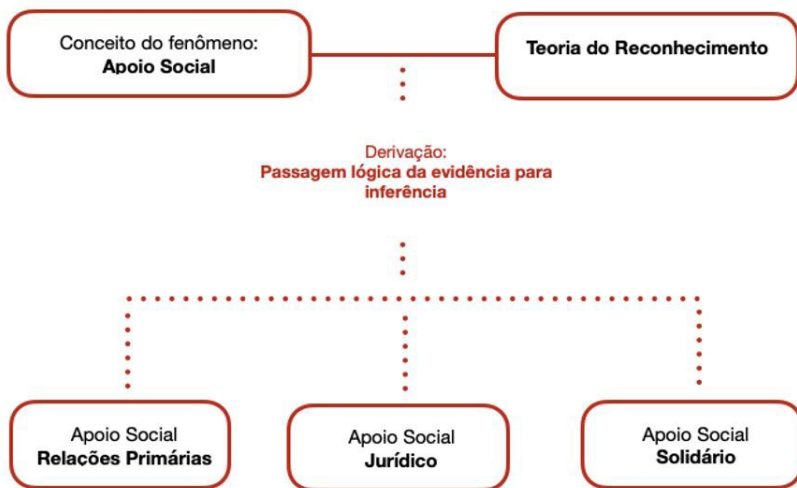 Conceito do fenômeno:
Apoio Social
Teoria do Reconhecimento
Derivação:
Passagem lógica da evidência para
inferência
Apoio Social
Relações Primárias
Apoio Social
Jurídico
Apoio Social
Solidário